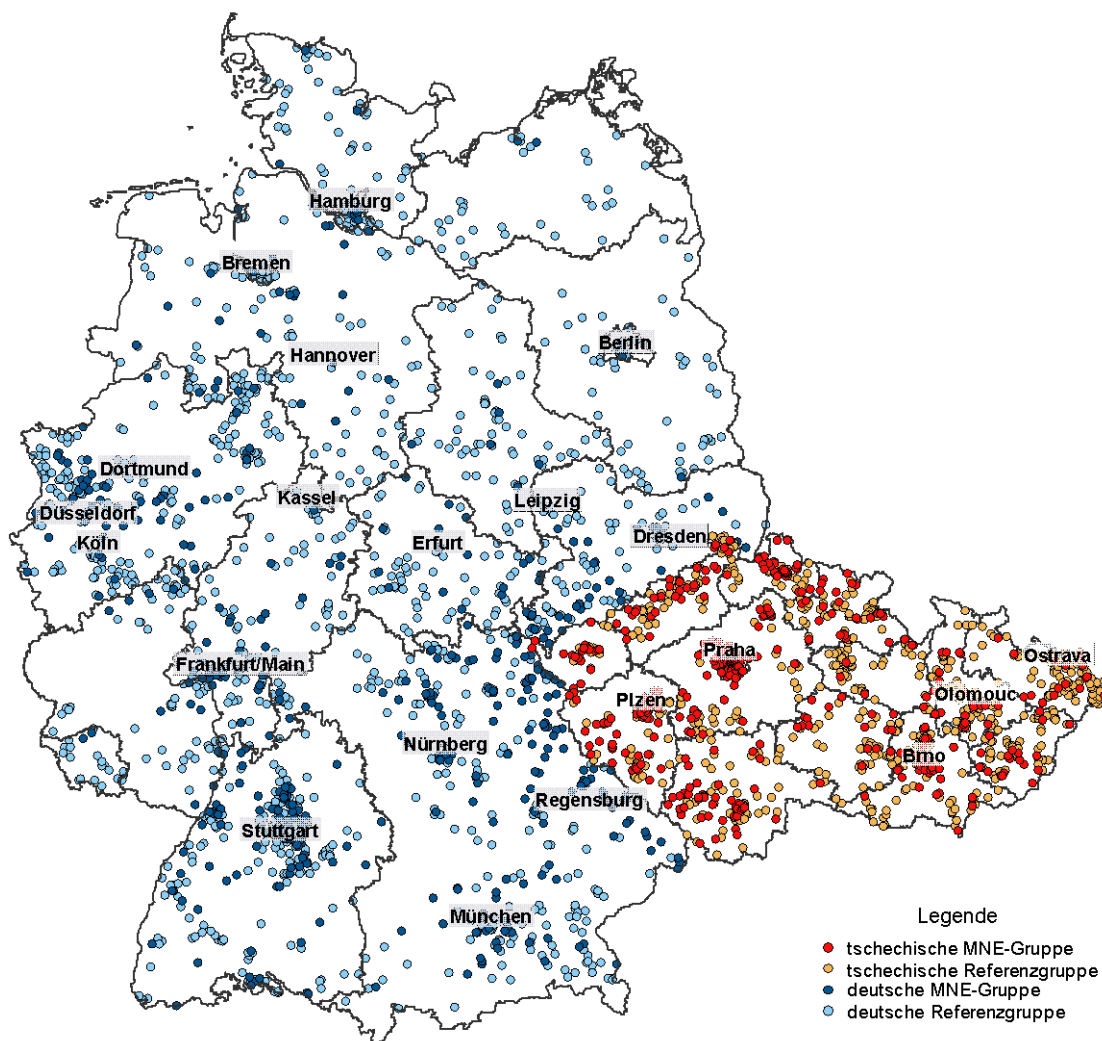 Hamburg
Bremen
Berlin
Hannover
Dortmund
Kassel
Leipzig
Düsseldorf
Dresden
Köln
Erfurt
Praha
Ostrava
Frankfurt/Main
Plzen
Olomouc
Nürnberg
Brno
Regensburg
Stuttgart
München
Legende
tschechische MNE-Gruppe
tschechische Referenzgruppe
deutsche MNE-Gruppe
deutsche Referenzgruppe